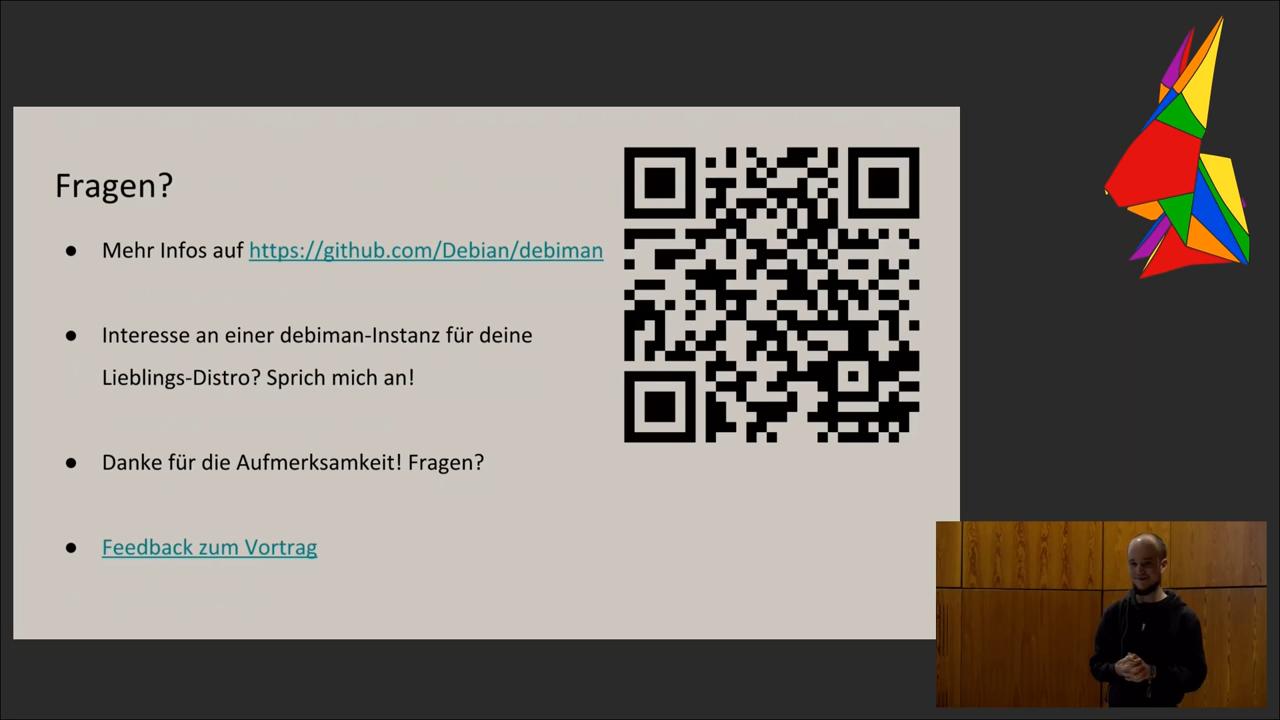 Fragen?
● Mehr Infos auf https://github.com/Debian/debiman
● Interesse an einer debiman-Instanz für deine
Lieblings-Distro? Sprich mich an!
● Danke für die Aufmerksamkeit! Fragen?
● Feedback zum Vortrag